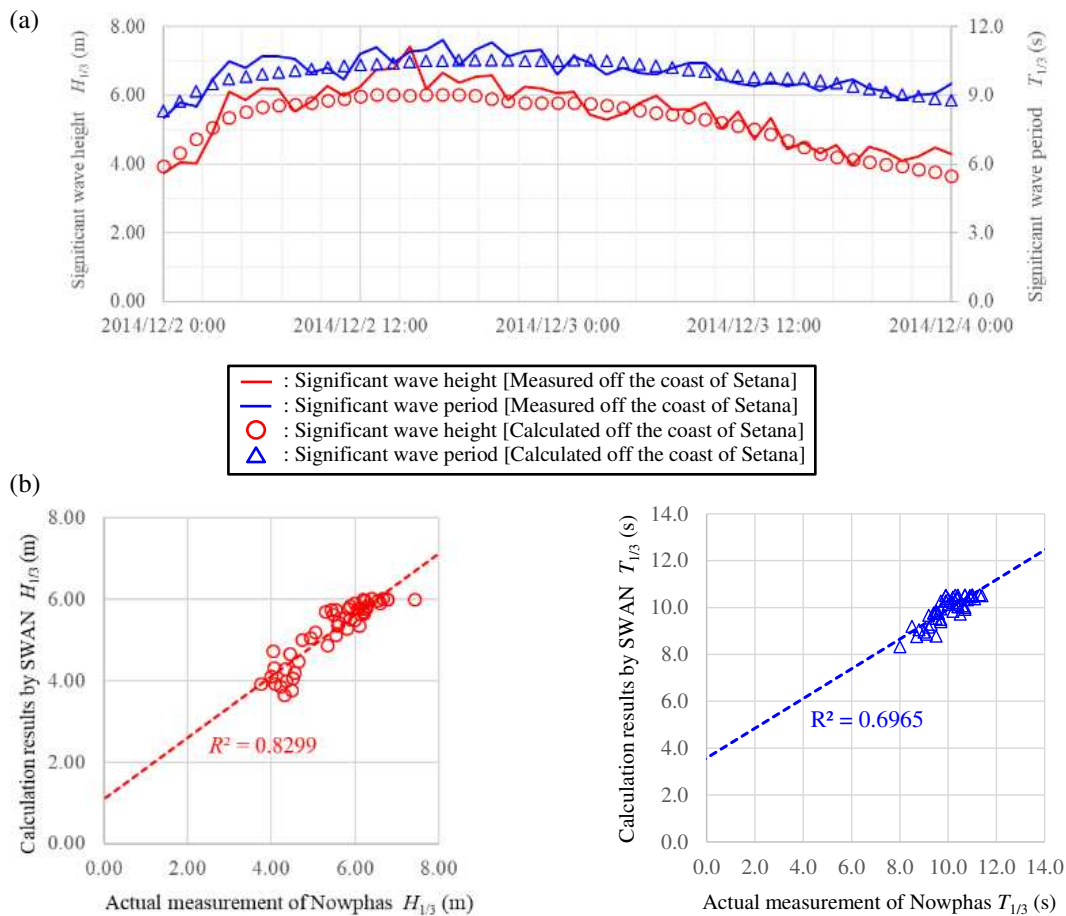 (a)
8.00
6.00
4.00
2.00
0.00
Significant wave height H1/3 (m)
12.0
9.0
6.0
3.0
0.0
Significant wave period T1/3 (s)
2014/12/2 0:00 2014/12/2 12:00 2014/12/3 0:00 2014/12/3 12:00 2014/12/4 0:00
: Significant wave height [Measured off the coast of Setana]
: Significant wave period [Measured off the coast of Setana]
: Significant wave height [Calculated off the coast of Setana]
: Significant wave period [Calculated off the coast of Setana]
(b)
Calculation results by SWAN H1/3 (m)
8.00
6.00
4.00
2.00
0.00
R² = 0.8299
0.00 2.00 4.00 6.00 8.00
Actual measurement of Nowphas H1/3 (m)
Calculation results by SWAN T1/3 (s)
14.0
12.0
10.0
8.0
6.0
4.0
2.0
0.0
R² = 0.6965
0.0 2.0 4.0 6.0 8.0 10.0 12.0 14.0
Actual measurement of Nowphas T1/3 (s)